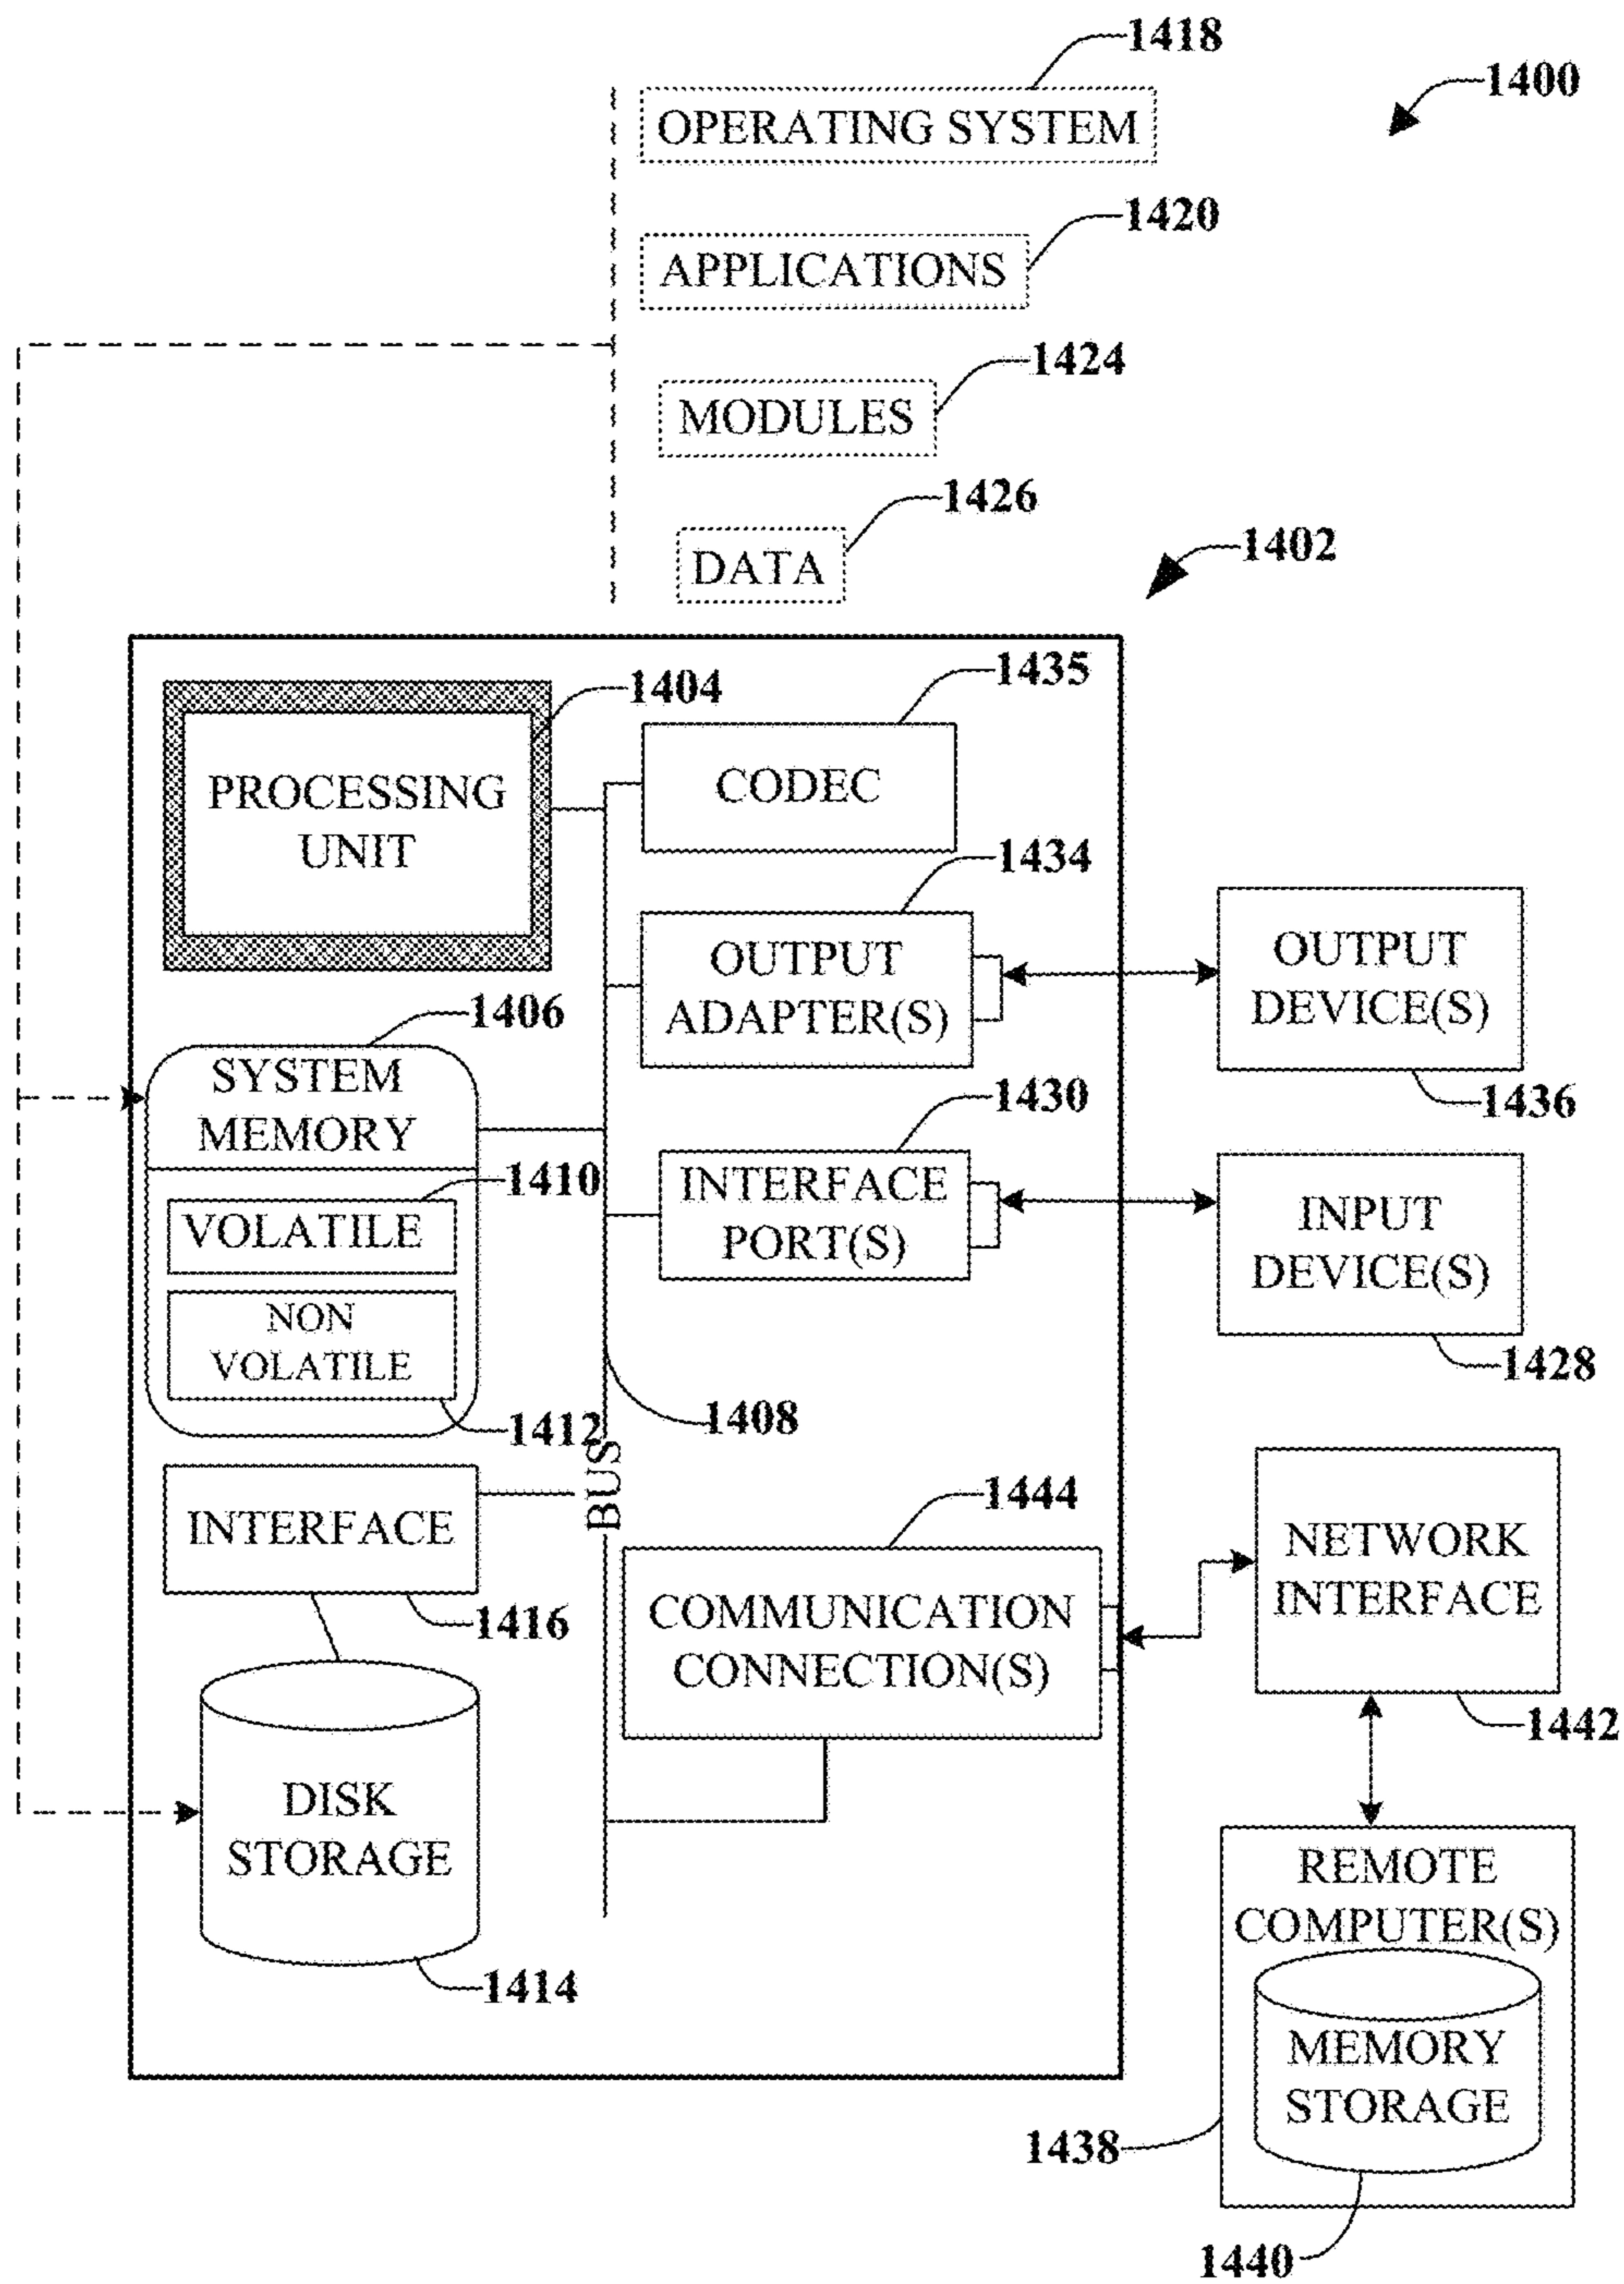 1418
1400
OPERATING SYSTEM
1420
APPLICATIONS
1424
MODULES
1426
DATA
1402
1404
PROCESSING
UNIT
1435
CODEC
1434
OUTPUT
ADAPTER(S)
OUTPUT
DEVICE(S)
1436
1406
SYSTEM
MEMORY
1410
VOLATILE
NON
VOLATILE
1412
1430
INTERFACE
PORT(S)
INPUT
DEVICE(S)
1428
1408
BUS
INTERFACE
1416
1444
COMMUNICATION
CONNECTION(S)
NETWORK
INTERFACE
1442
DISK
STORAGE
1414
REMOTE
COMPUTER(S)
MEMORY
STORAGE
1438
1440